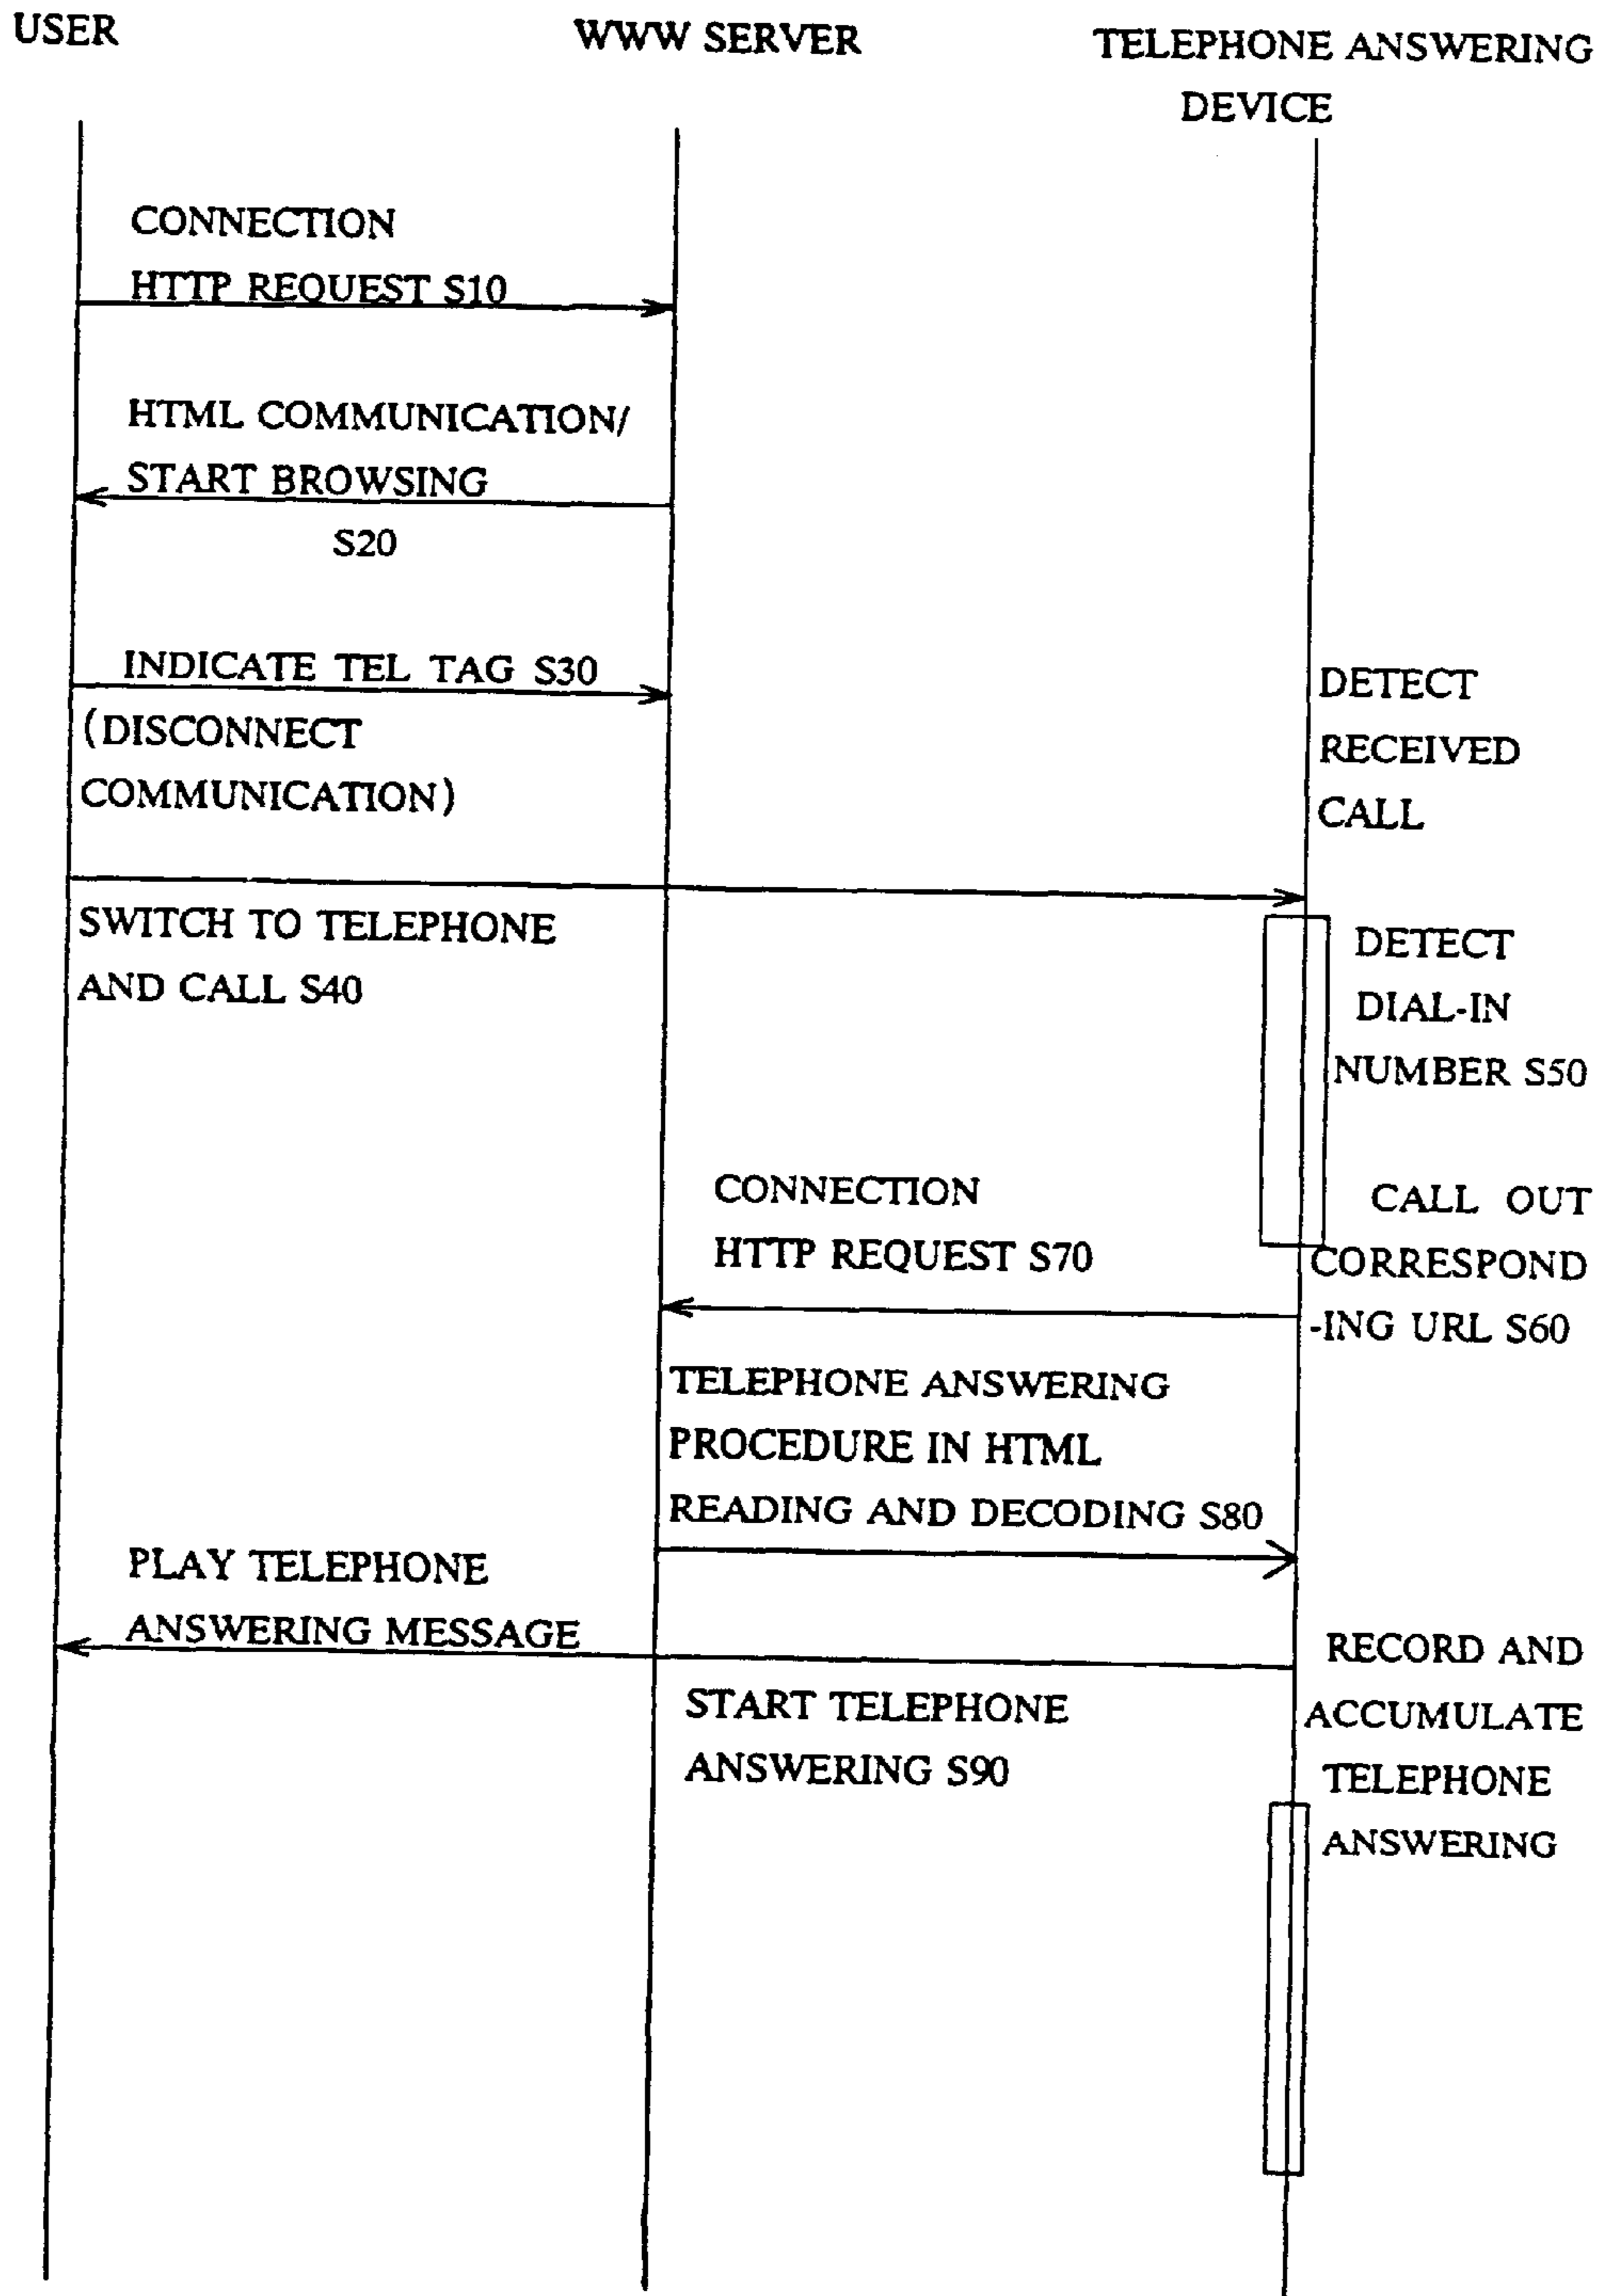 USER
WWW SERVER
TELEPHONE ANSWERING
DEVICE
CONNECTION
HTTP REQUEST S10
HTML COMMUNICATION/
START BROWSING
S20
INDICATE TEL TAG S30
(DISCONNECT
COMMUNICATION)
DETECT
RECEIVED
CALL
SWITCH TO TELEPHONE
AND CALL S40
DETECT
DIAL-IN
NUMBER S50
CALL OUT
CORRESPOND
-ING URL S60
CONNECTION
HTTP REQUEST S70
TELEPHONE ANSWERING
PROCEDURE IN HTML
READING AND DECODING S80
PLAY TELEPHONE
ANSWERING MESSAGE
START TELEPHONE
ANSWERING S90
RECORD AND
ACCUMULATE
TELEPHONE
ANSWERING